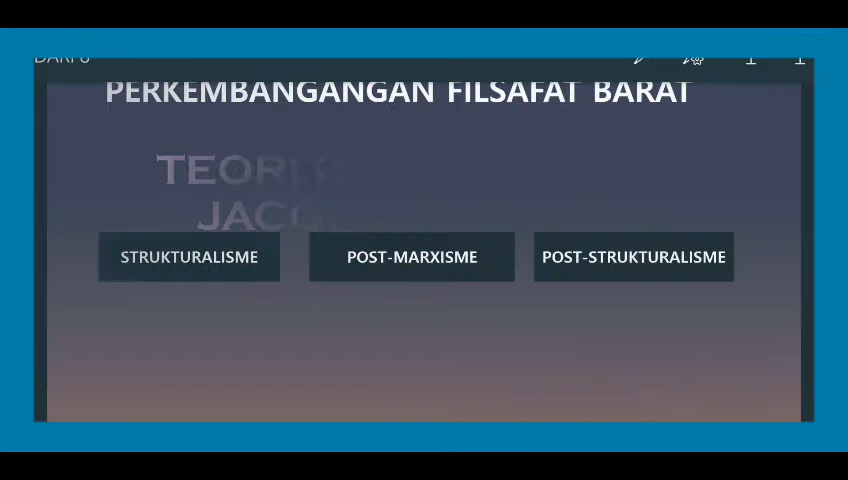 PERKEMBANGANGAN FILSAFAT BARAT
STRUKTURALISME
POST-MARXISME
POST-STRUKTURALISME